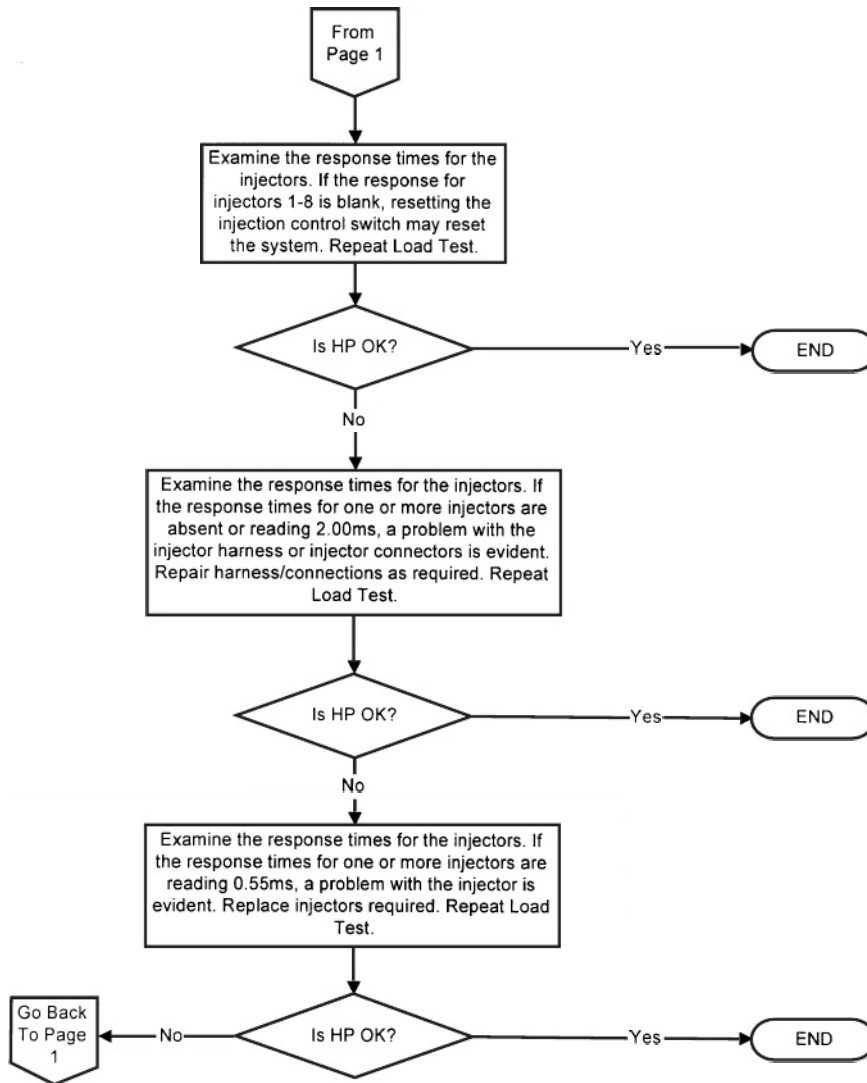 From
Page 1
Examine the response times for the
injectors. If the response for
injectors 1-8 is blank, resetting the
injection control switch may reset
the system. Repeat Load Test.
Is HP OK?
Yes
END
No
Examine the response times for the injectors. If
the response times for one or more injectors are
absent or reading 2.00ms, a problem with the
injector harness or injector connectors is evident.
Repair harness/connections as required. Repeat
Load Test.
Is HP OK?
Yes
END
No
Examine the response times for the injectors. If
the response times for one or more injectors are
reading 0.55ms, a problem with the injector is
evident. Replace injectors required. Repeat Load
Test.
Go Back
To Page
1
No
Is HP OK?
Yes
END